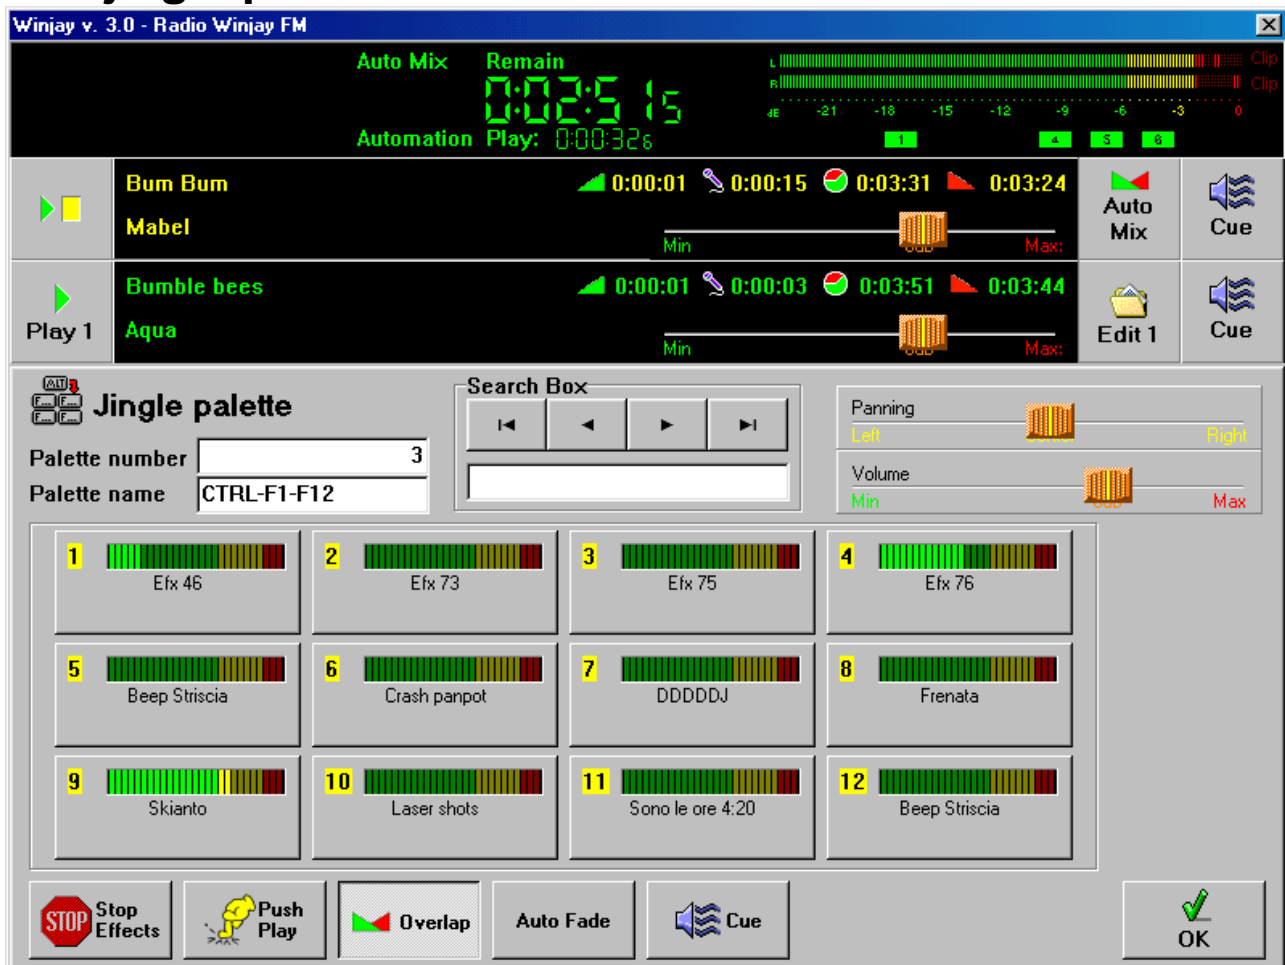 Winjay v. 3.0 - Radio Winjay FM
Auto Mix Remain
0:02:51s
Automation Play: 0:00:32s
L Clip
R Clip
dB -21 -18 -15 -12 -9 -6 -3 0
1 4 5 6
Bum Bum 0:00:01 0:00:15 0:03:31 0:03:24
Mabel
Min Max:
Auto Mix
Cue
Bumble bees 0:00:01 0:00:03 0:03:51 0:03:44
Play 1 Aqua
Min Max:
Edit 1
Cue
ALT
F... F...
F... F...
Jingle palette
Palette number 3
Palette name CTRL-F1-F12
Search Box
Panning
Left Right
Volume
Min Max
1 Efx 46
2 Efx 73
3 Efx 75
4 Efx 76
5 Beep Striscia
6 Crash panpot
7 DDDDDJ
8 Frenata
9 Skianto
10 Laser shots
11 Sono le ore 4:20
12 Beep Striscia
STOP Stop Effects
Push Play
Overlap
Auto Fade
Cue
OK